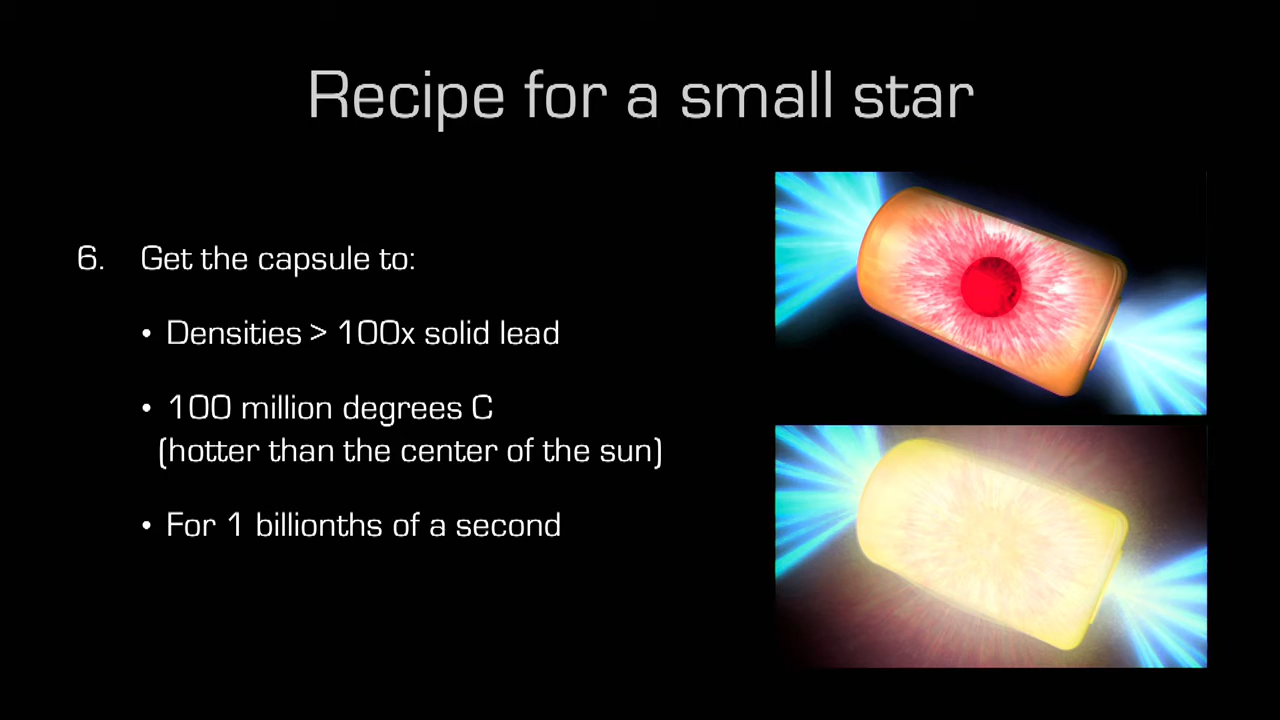 Recipe for a small star
6. Get the capsule to:
• Densities > 100x solid lead
• 100 million degrees C
(hotter than the center of the sun)
• For 1 billionths of a second